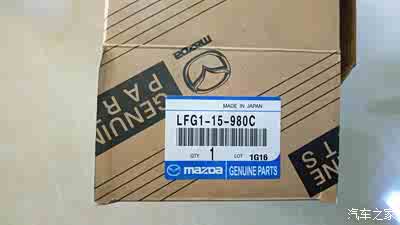 mazda
GENUINE
PARTS
MADE IN JAPAN
LFG1-15-980C
QTY 1 LOT 1G16
mazda GENUINE PARTS
汽车之家